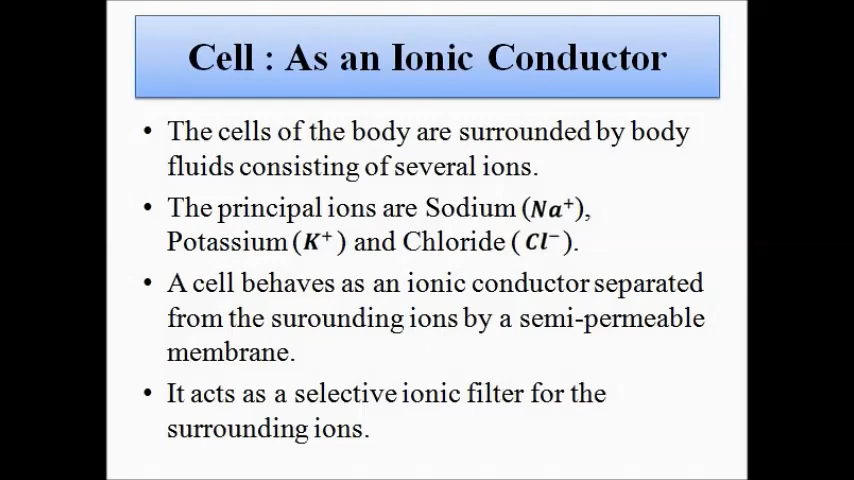 Cell : As an Ionic Conductor
• The cells of the body are surrounded by body
fluids consisting of several ions.
• The principal ions are Sodium (Na⁺),
Potassium (K⁺) and Chloride ( Cl⁻).
• A cell behaves as an ionic conductor separated
from the surounding ions by a semi-permeable
membrane.
• It acts as a selective ionic filter for the
surrounding ions.